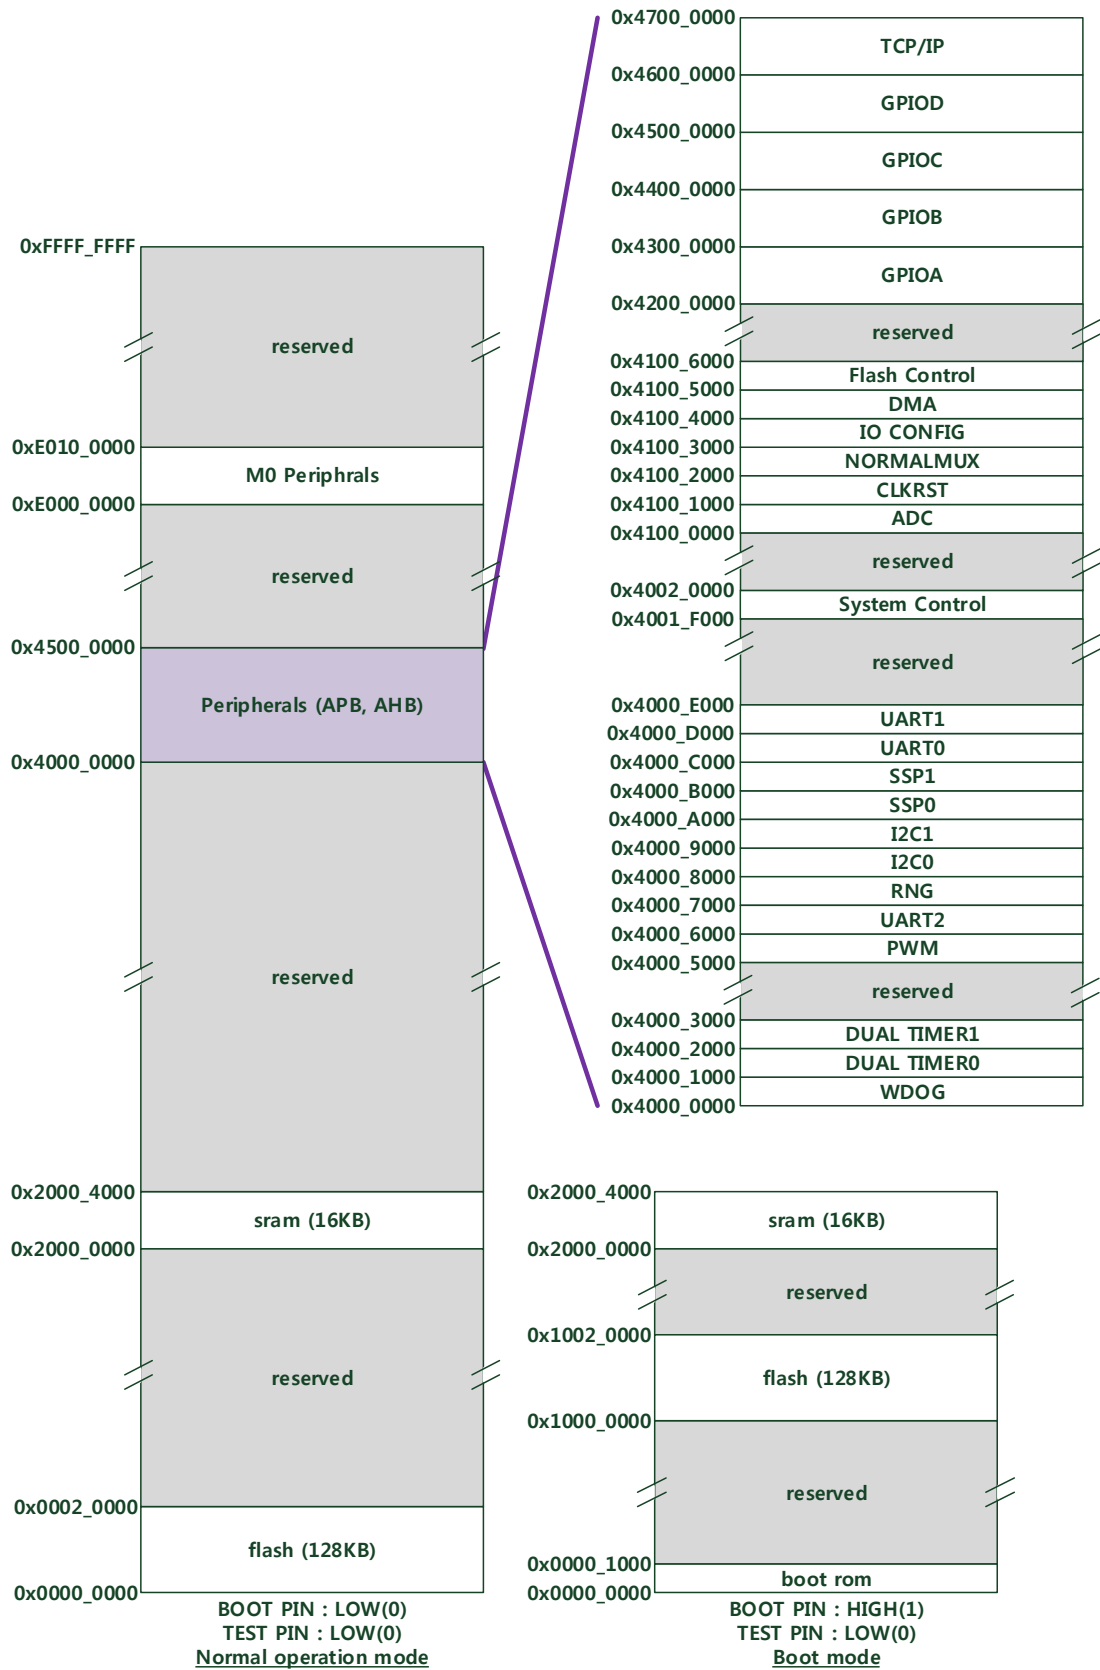 0x4700_0000
TCP/IP
0x4600_0000
GPIOD
0x4500_0000
GPIOC
0x4400_0000
GPIOB
0x4300_0000
GPIOA
0x4200_0000
reserved
0x4100_6000
Flash Control
0x4100_5000
DMA
0x4100_4000
IO CONFIG
0x4100_3000
NORMALMUX
0x4100_2000
CLKRST
0x4100_1000
ADC
0x4100_0000
reserved
0x4002_0000
System Control
0x4001_F000
reserved
0x4000_E000
UART1
0x4000_D000
UART0
0x4000_C000
SSP1
0x4000_B000
SSP0
0x4000_A000
I2C1
0x4000_9000
I2C0
0x4000_8000
RNG
0x4000_7000
UART2
0x4000_6000
PWM
0x4000_5000
reserved
0x4000_3000
DUAL TIMER1
0x4000_2000
DUAL TIMER0
0x4000_1000
WDOG
0x4000_0000
0xFFFF_FFFF
reserved
0xE010_0000
M0 Periphrals
0xE000_0000
reserved
0x4500_0000
Peripherals (APB, AHB)
0x4000_0000
reserved
0x2000_4000
sram (16KB)
0x2000_0000
reserved
0x0002_0000
flash (128KB)
0x0000_0000
BOOT PIN : LOW(0)
TEST PIN : LOW(0)
Normal operation mode
0x2000_4000
sram (16KB)
0x2000_0000
reserved
0x1002_0000
flash (128KB)
0x1000_0000
reserved
0x0000_1000
boot rom
0x0000_0000
BOOT PIN : HIGH(1)
TEST PIN : LOW(0)
Boot mode